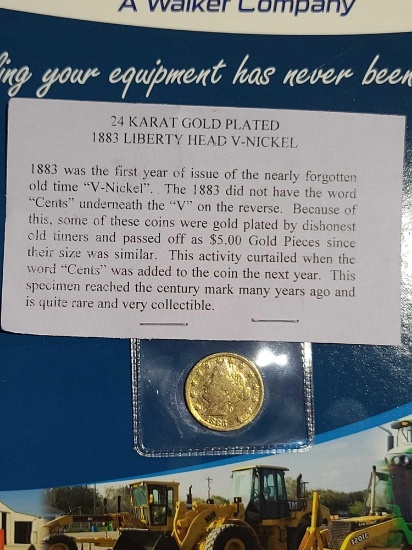 A Walker Company
ing your equipment has never been
24 KARAT GOLD PLATED
1883 LIBERTY HEAD V-NICKEL
1883 was the first year of issue of the nearly forgotten
old time "V-Nickel". . The 1883 did not have the word
"Cents" underneath the "V" on the reverse. Because of
this, some of these coins were gold plated by dishonest
old timers and passed off as $5.00 Gold Pieces since
their size was similar. This activity curtailed when the
word "Cents" was added to the coin the next year. This
specimen reached the century mark many years ago and
is quite rare and very collectible.
1883